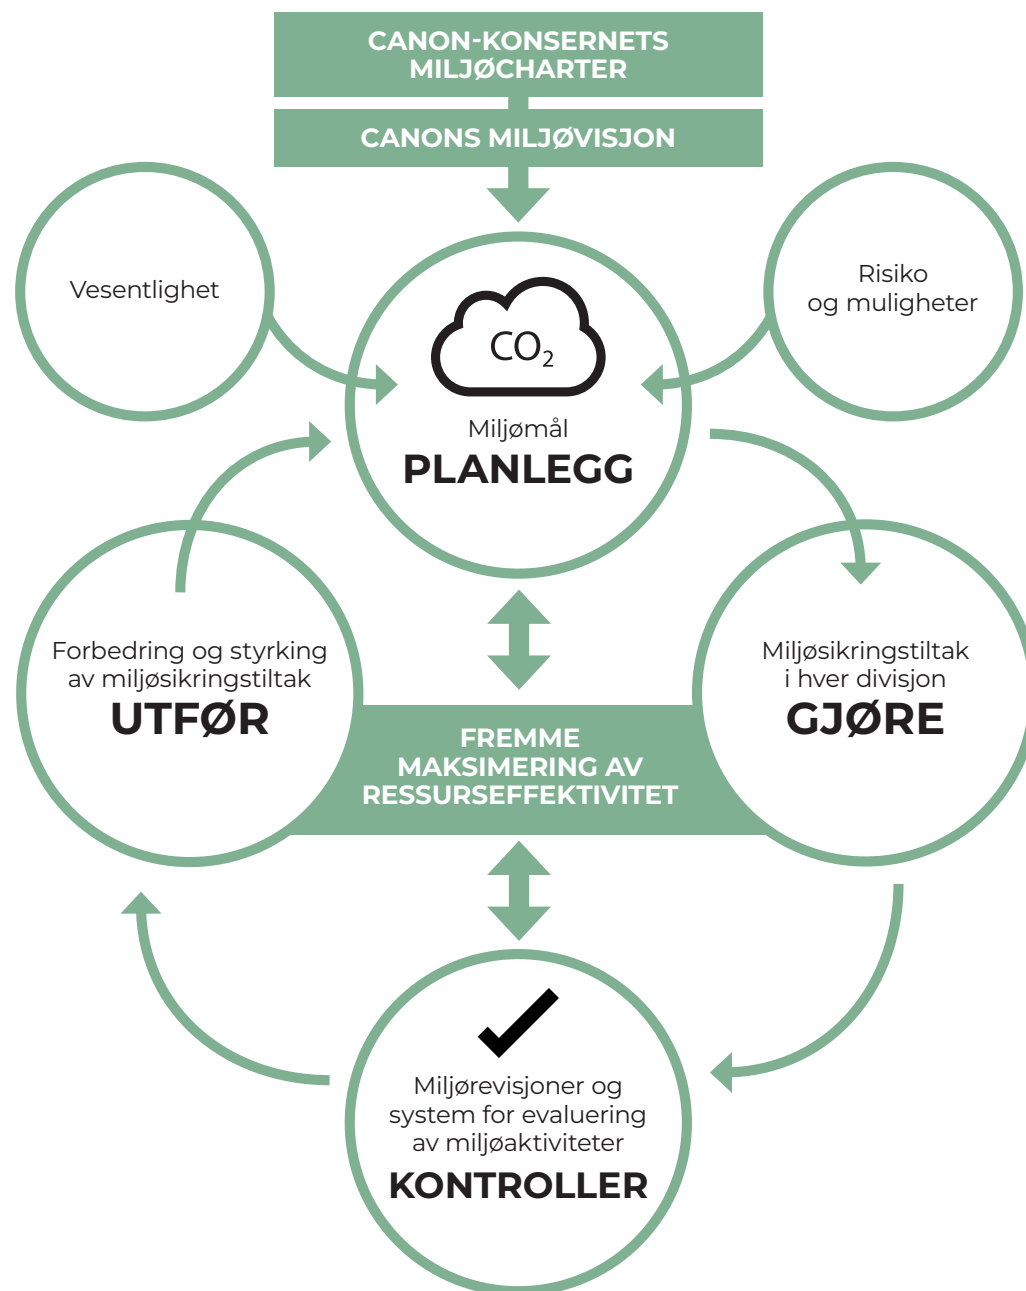 CANON-KONSERNETS
MILJØCHARTER
CANONS MILJØVISJON
Vesentlighet
Risiko
og muligheter
CO₂
Miljømål
PLANLEGG
Forbedring og styrking
av miljøsikringstiltak
UTFØR
Miljøsikringstiltak
i hver divisjon
GJØRE
FREMME
MAKSIMERING AV
RESSURSEFFEKTIVITET
Miljørevisjoner og
system for evaluering
av miljøaktiviteter
KONTROLLER